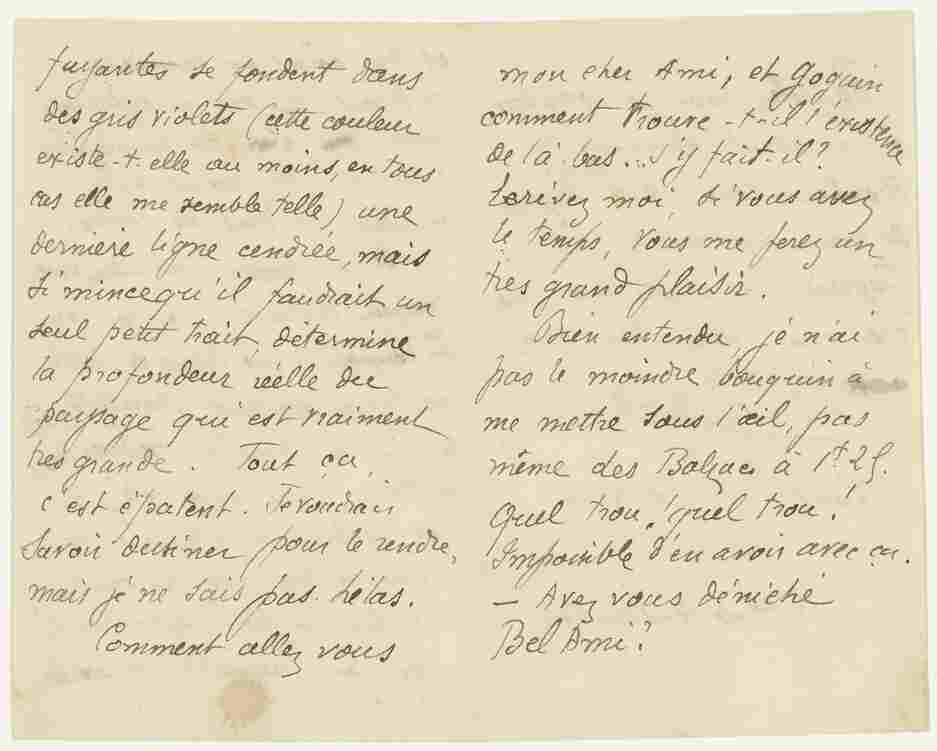 fuyantes se fondent dans
des gris violets (cette couleur
existe-t-elle au moins, en tous
cas elle me semble telle) une
derniere ligne cendrée, mais
si mince qu'il faudrait un
seul petit trait, détermine
la profondeur réelle du
paysage qui est vraiment
tres grande. Tout ca,
c'est épatent. Je voudrais
savoir dessiner pour le rendre,
mais je ne sais pas hélas.
Comment allez vous
mon cher Ami, et Goguin
comment trouve-t-il l'existence
de là bas... s'y fait-il?
Ecrivez moi, si vous avez
le temps, vous me ferez un
tres grand plaisir.
Bien entendu, je n'ai
pas le moindre bouquin à
me mettre sous l'œil, pas
même des Balzac à 1f 25.
Quel trou! quel trou!
Impossible d'en avoir avec ca.
— Avez vous déniché
Bel Ami?